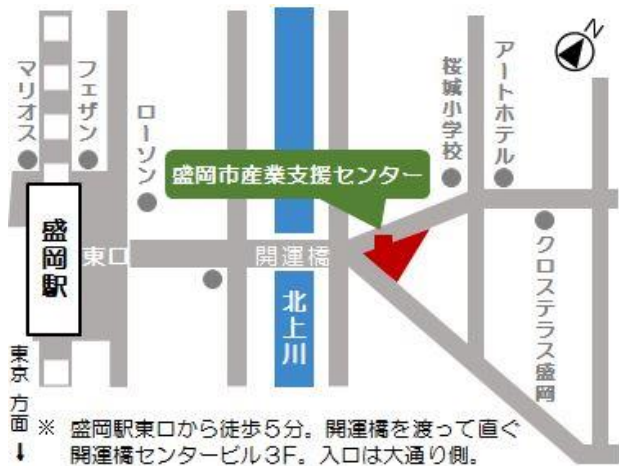 N
マリオス
フェザン
ローソン
桜城小学校
アートホテル
盛岡市産業支援センター
盛岡駅
東口
開運橋
北上川
クロステラス盛岡
東京 方面 ↓
※ 盛岡駅東口から徒歩５分。開運橋を渡って直ぐ
開運橋センタービル３F。入口は大通り側。